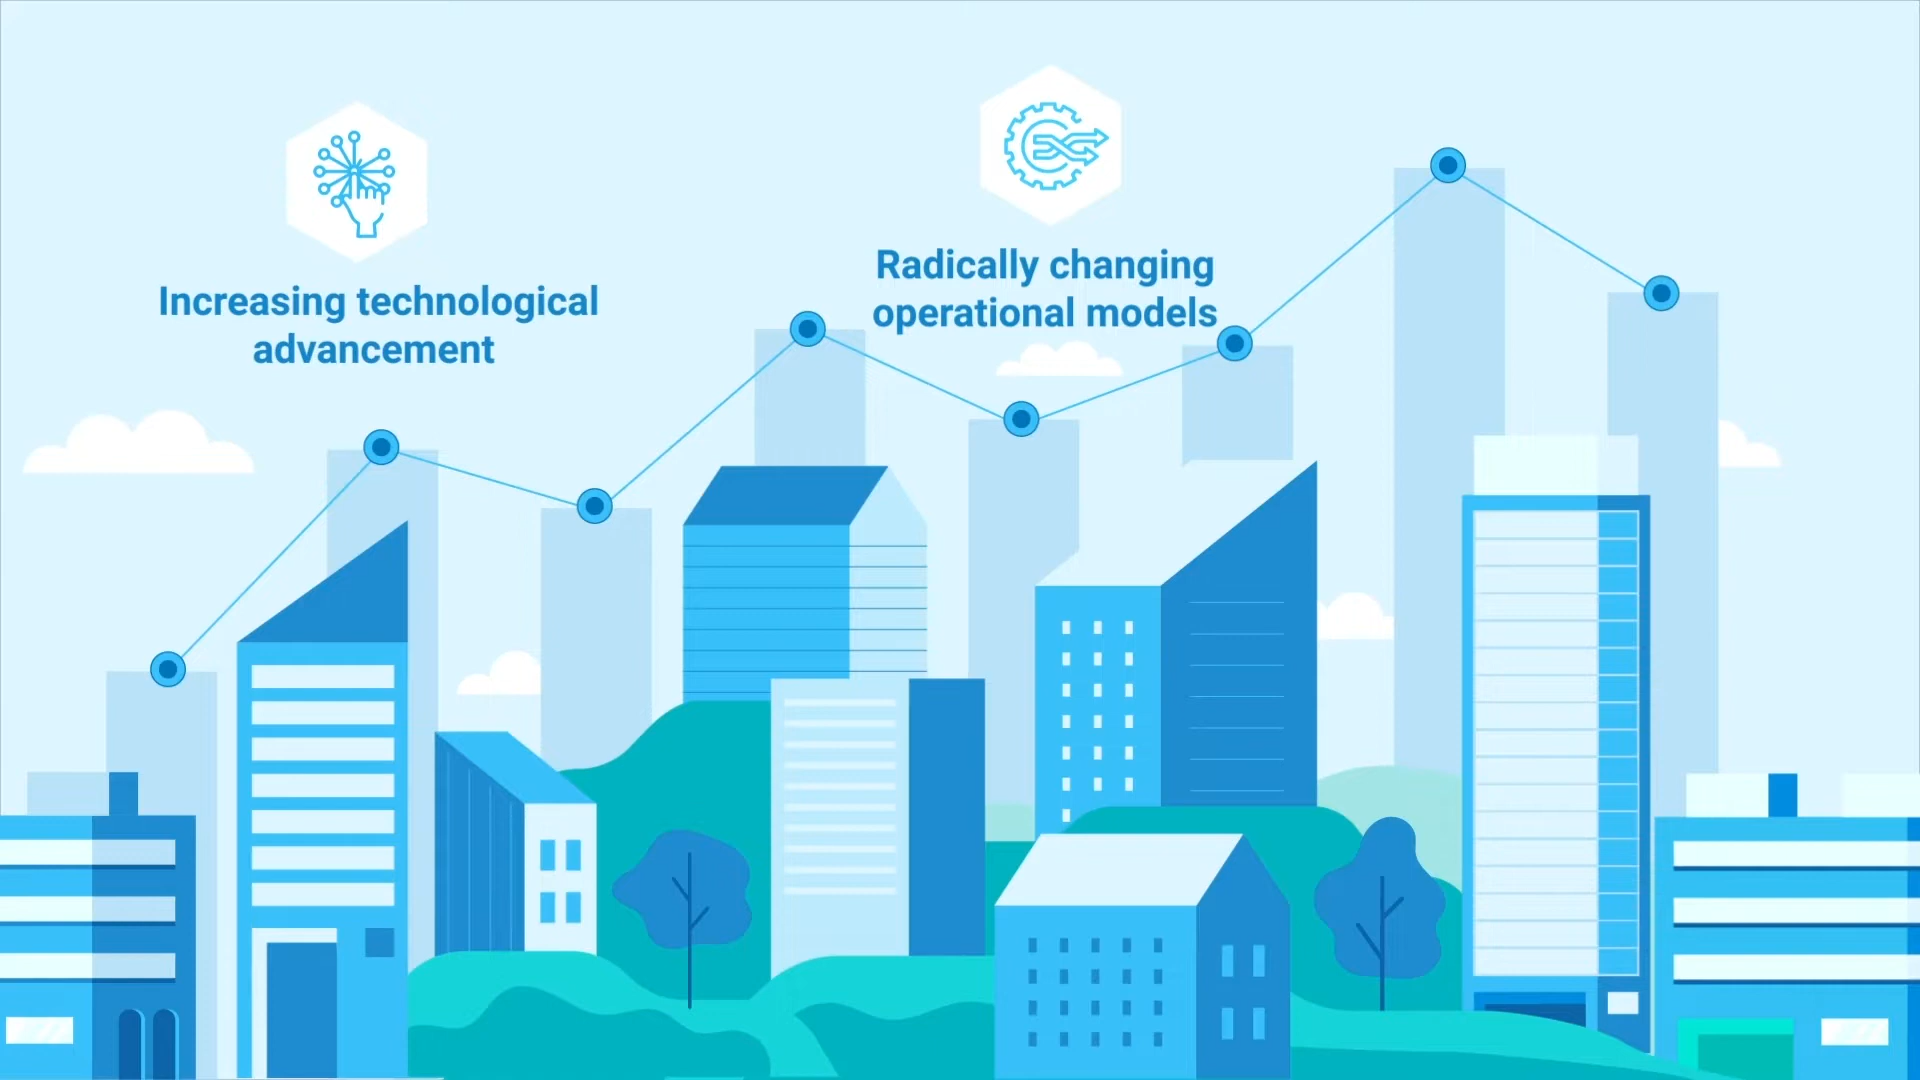 Increasing technological
advancement
Radically changing
operational models